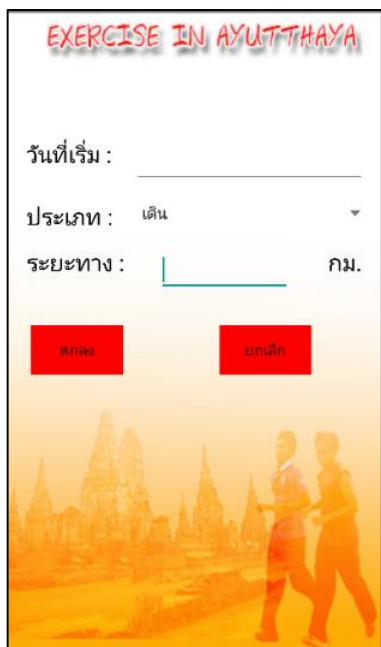 EXERCISE IN AYUTTHAYA
วันที่เริ่ม :
ประเภท : เดิน
ระยะทาง : กม.
ตกลง ยกเลิก